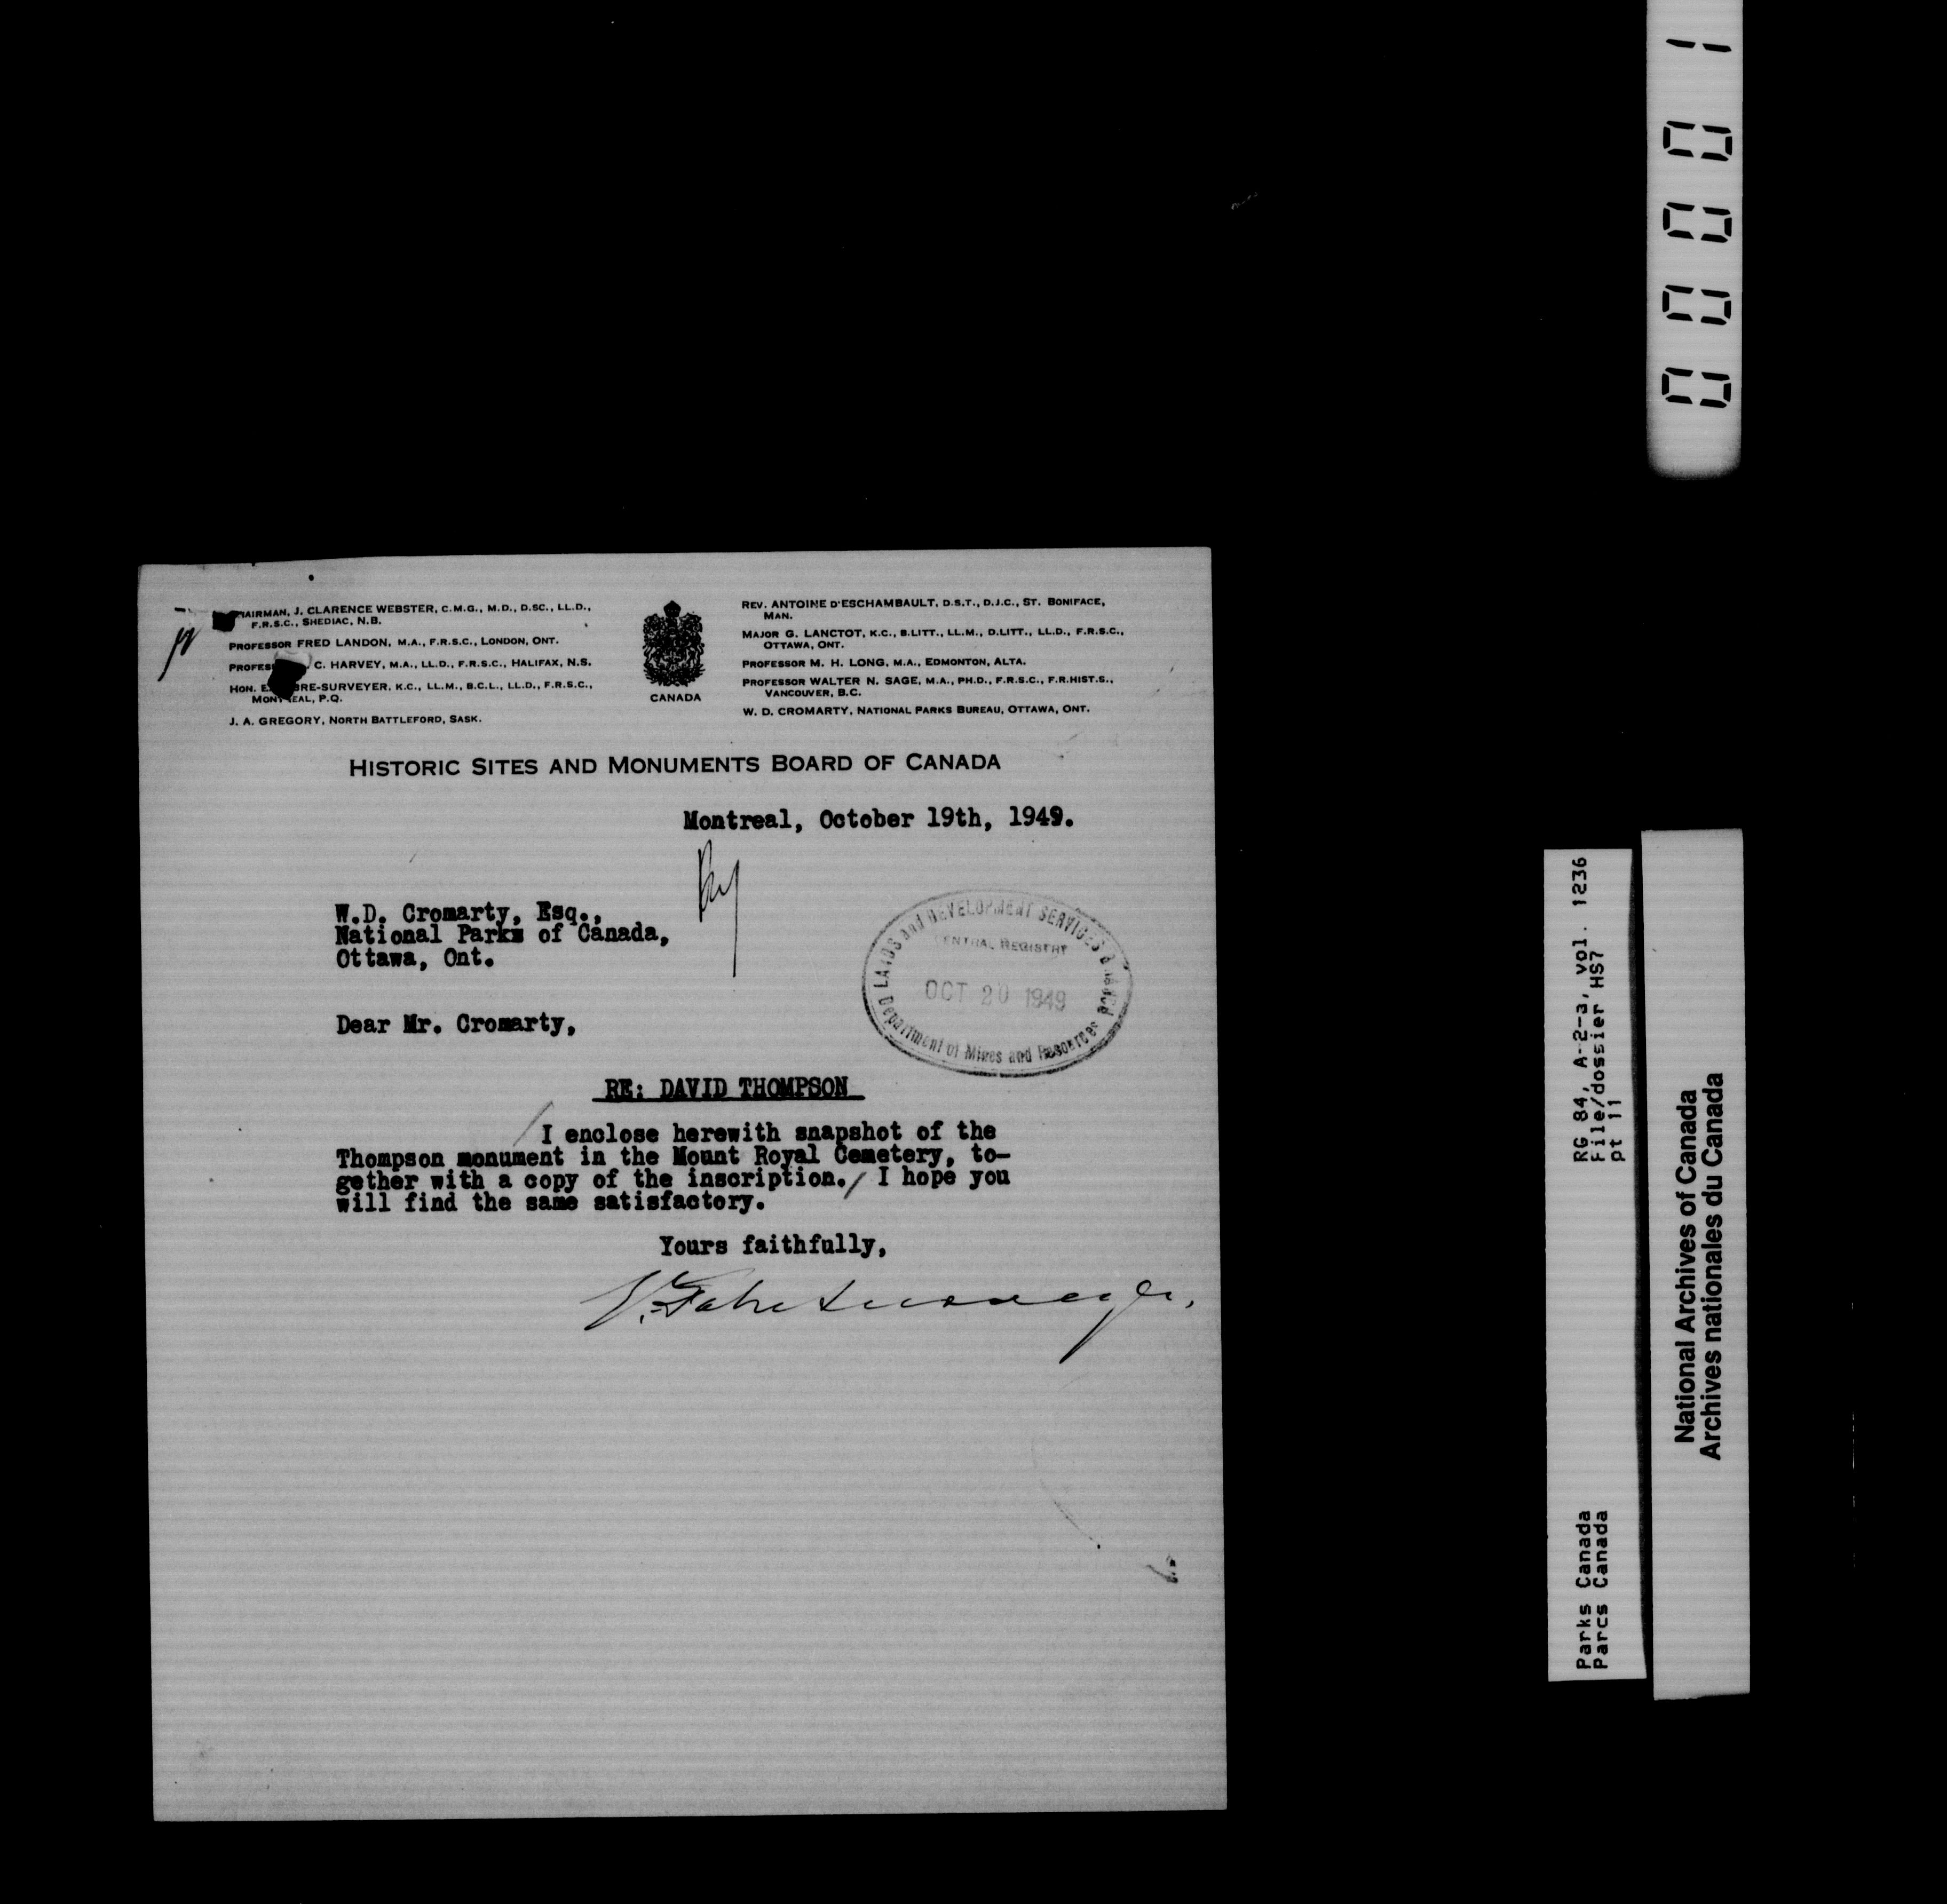 CHAIRMAN, J. CLARENCE WEBSTER, C.M.G., M.D., D.SC., LL.D.,
F.R.S.C., SHEDIAC, N.B.
PROFESSOR FRED LANDON, M.A., F.R.S.C., LONDON, ONT.
C. HARVEY, M.A., LL.D., F.R.S.C., HALIFAX, N.S.
HON. BRE-SURVEYER, K.C., LL.M., B.C.L., LL.D., F.R.S.C.,
MONTREAL, P.Q.
J. A. GREGORY, NORTH BATTLEFORD, SASK.
CANADA
REV. ANTOINE D'ESCHAMBAULT, D.S.T., D.J.C., ST. BONIFACE,
MAN.
MAJOR G. LANCTOT, K.C., B.LITT., LL.M., D.LITT., LL.D., F.R.S.C.,
OTTAWA, ONT.
PROFESSOR M. H. LONG, M.A., EDMONTON, ALTA.
PROFESSOR WALTER N. SAGE, M.A., PH.D., F.R.S.C., F.R.HIST.S.,
VANCOUVER, B.C.
W. D. CROMARTY, NATIONAL PARKS BUREAU, OTTAWA, ONT.
HISTORIC SITES AND MONUMENTS BOARD OF CANADA
Montreal, October 19th, 1949.
W.D. Cromarty, Esq.,
National Parks of Canada,
Ottawa, Ont.
LANDS and DEVELOPMENT SERVICES BRANCH
CENTRAL REGISTRY
OCT 20 1949
Department of Mines and Resources
Dear Mr. Cromarty,
RE: DAVID THOMPSON
I enclose herewith snapshot of the
Thompson monument in the Mount Royal Cemetery, to-
gether with a copy of the inscription./ I hope you
will find the same satisfactory.
Yours faithfully,
00001
RG 84, A-2-a, vol. 1236
File/dossier HS7
pt 11
Parks Canada
Parcs Canada
National Archives of Canada
Archives nationales du Canada